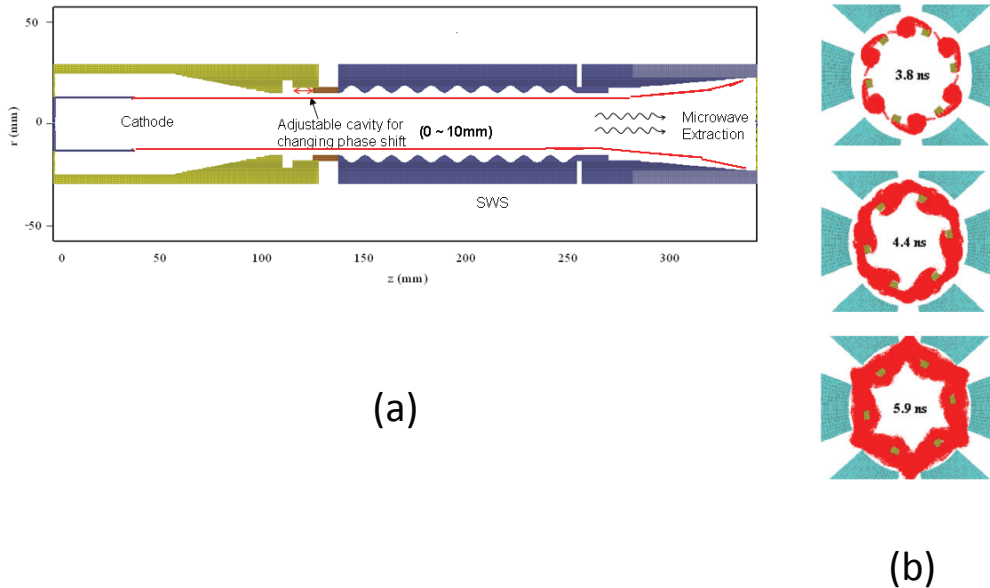 50
0
-50
r (mm)
Cathode
Adjustable cavity for
changing phase shift
(0 ~ 10mm)
Microwave
Extraction
SWS
0
50
100
150
200
250
300
z (mm)
(a)
3.8 ns
4.4 ns
5.9 ns
(b)